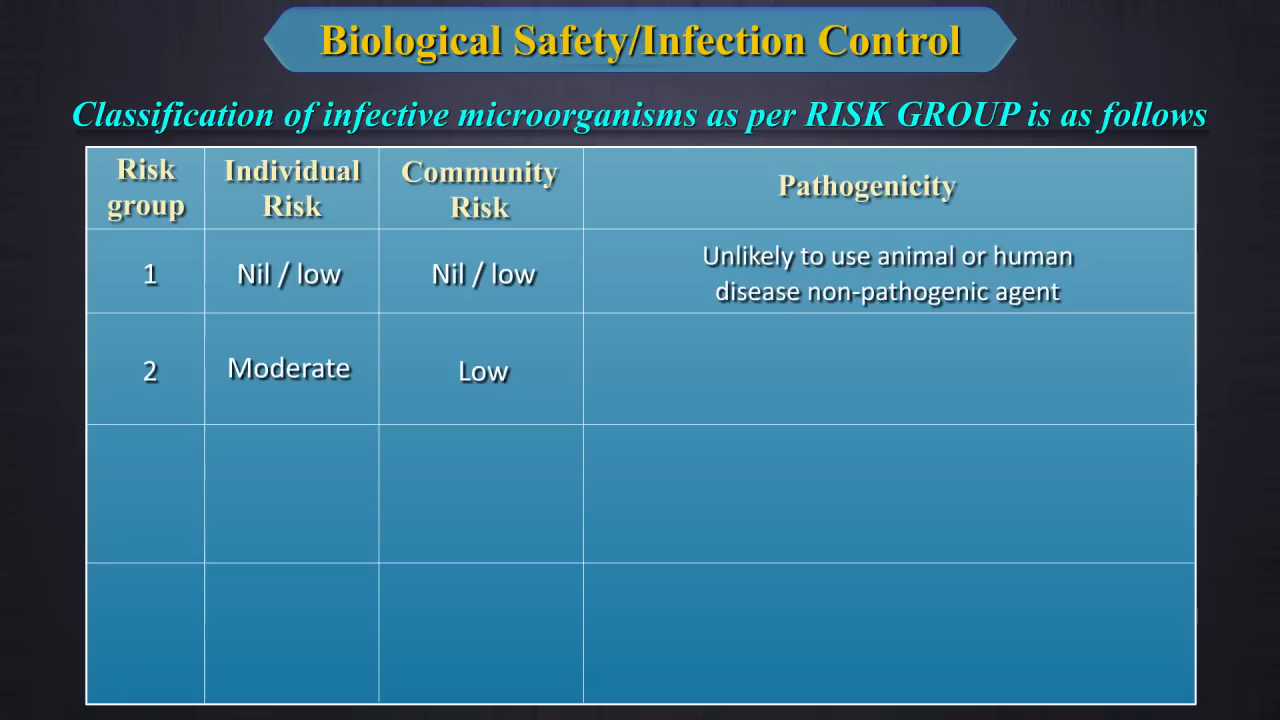 Biological Safety/Infection Control
Classification of infective microorganisms as per RISK GROUP is as follows
Risk
group
Individual
Risk
Community
Risk
Pathogenicity
1
Nil / low
Nil / low
Unlikely to use animal or human
disease non-pathogenic agent
2
Moderate
Low